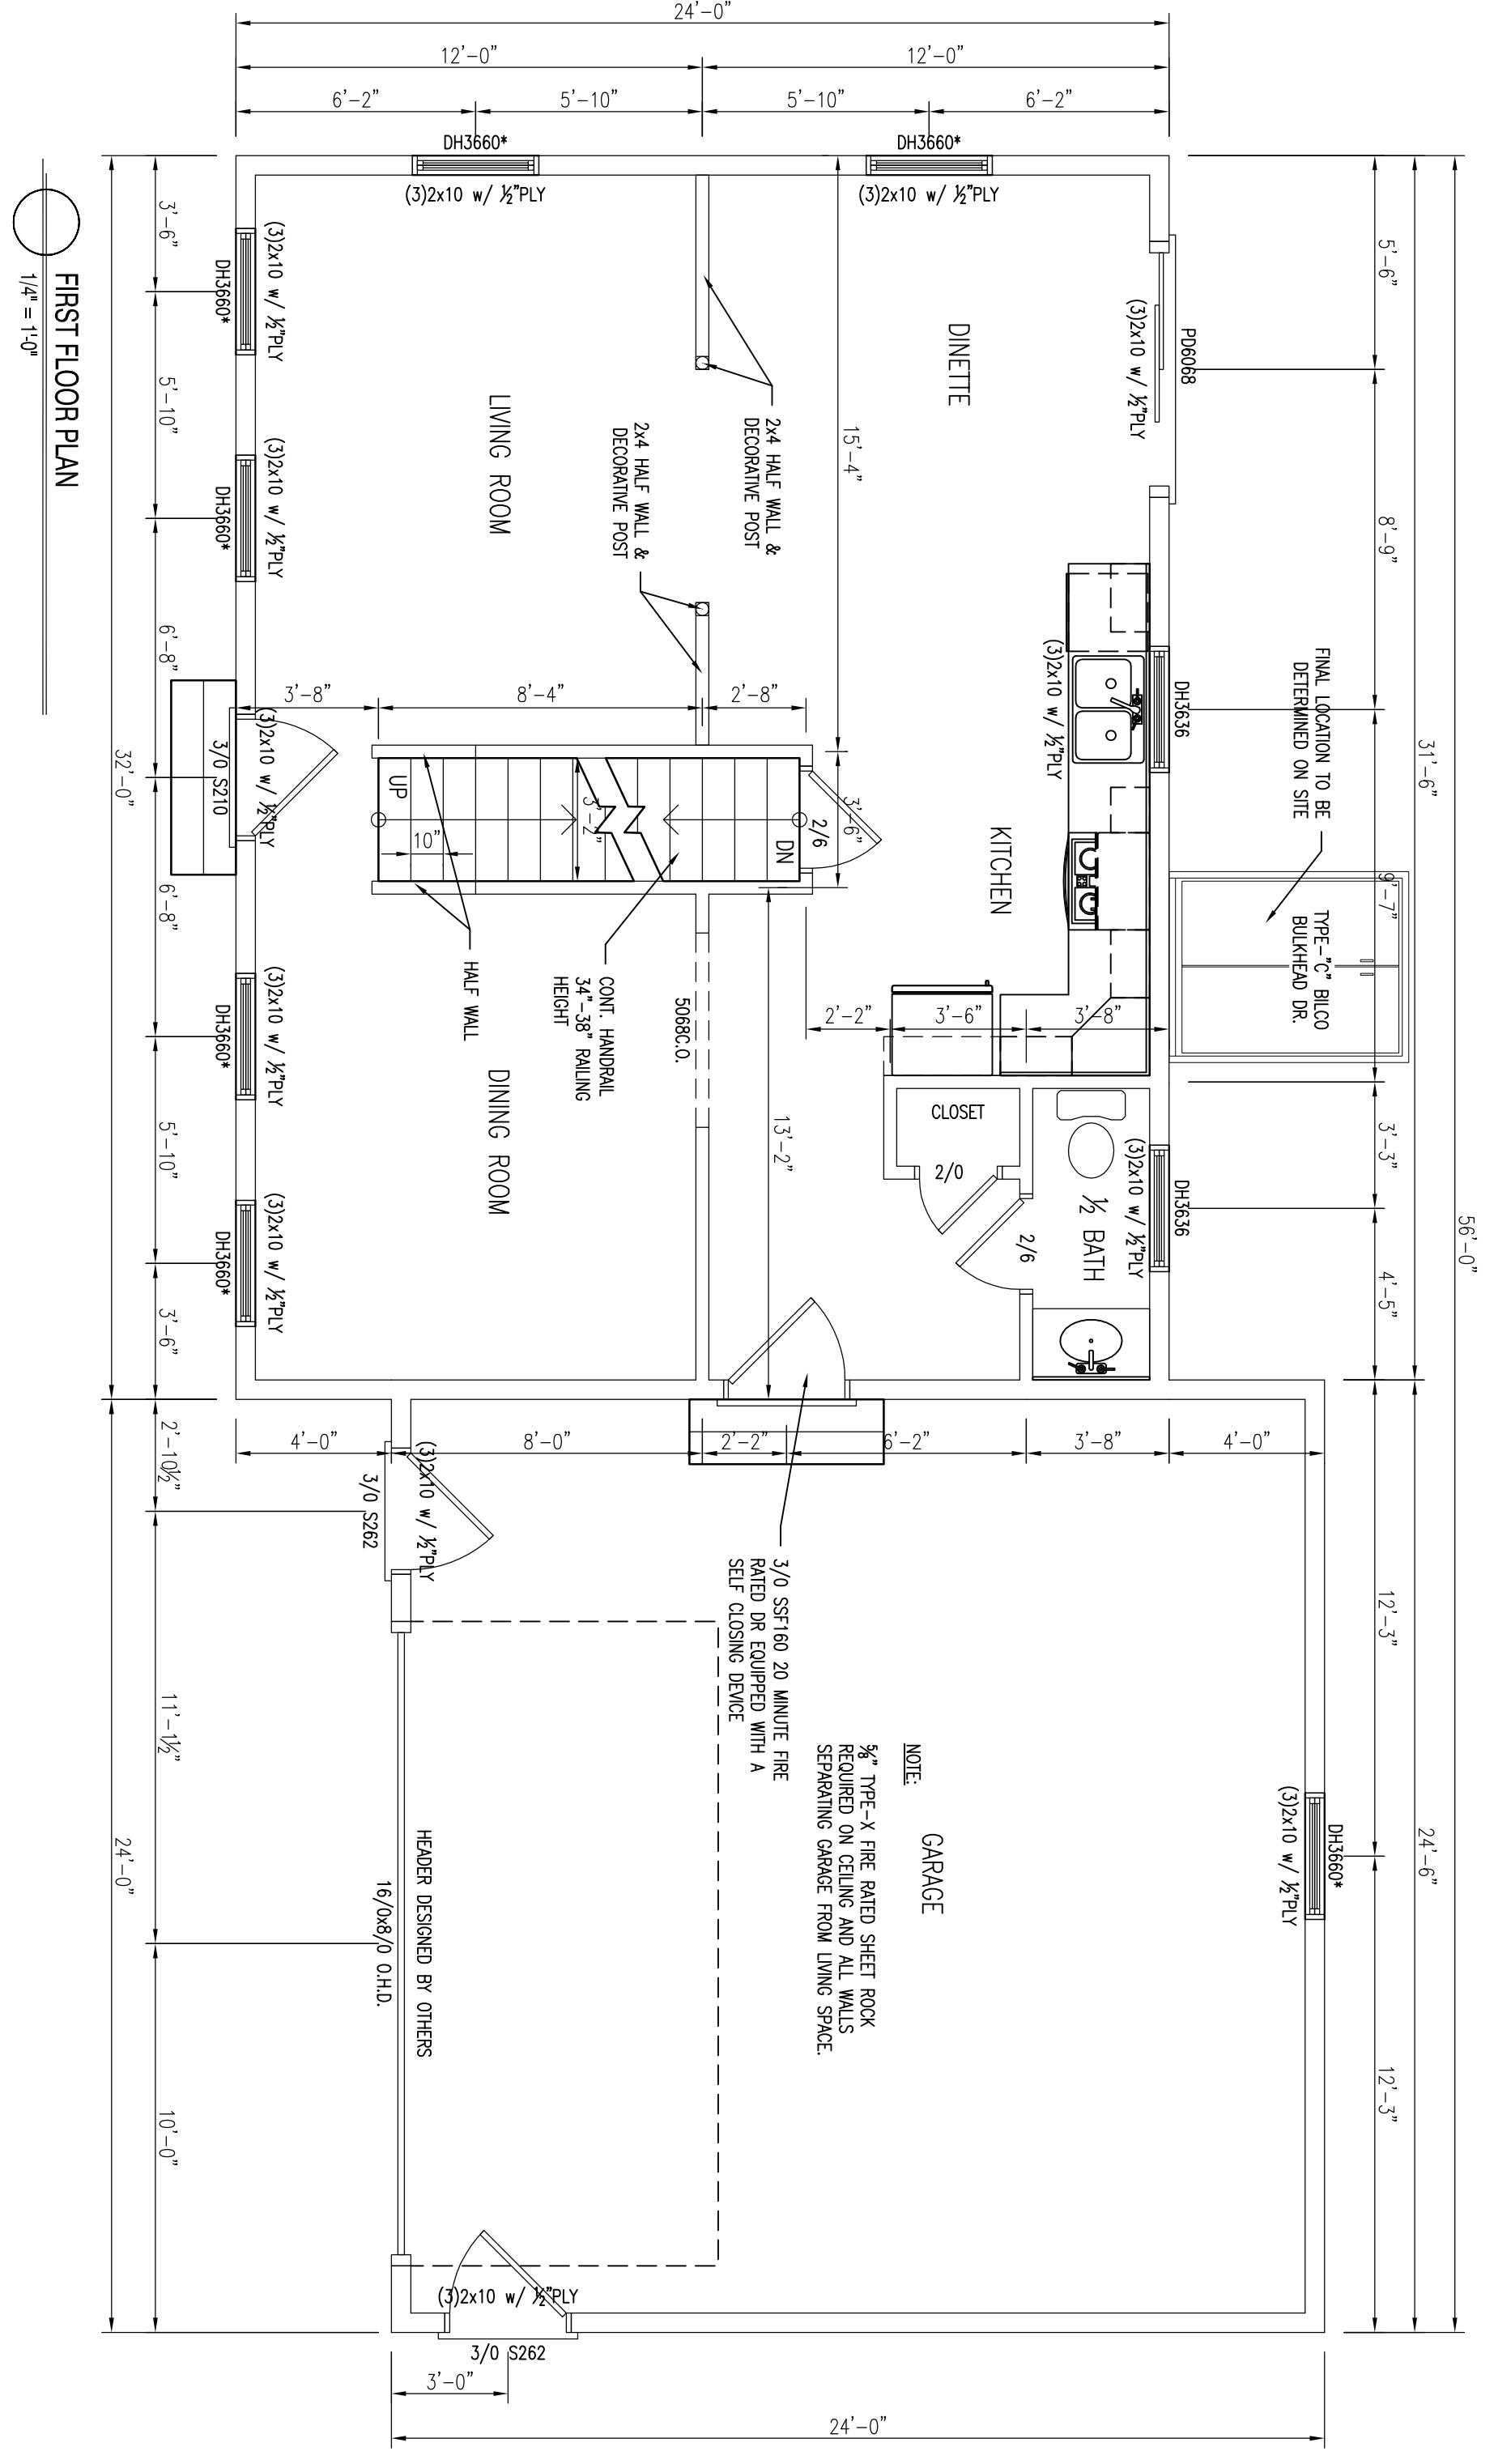 24'-0"
12'-0"
12'-0"
6'-2"
5'-10"
5'-10"
6'-2"
DH3660*
DH3660*
(3)2x10 w/ ½"PLY
(3)2x10 w/ ½"PLY
56'-0"
31'-6"
24'-6"
5'-6"
8'-9"
9'-7"
3'-3"
4'-5"
12'-3"
12'-3"
PD6068
(3)2x10 w/ ½"PLY
DH3636
(3)2x10 w/ ½"PLY
DH3636
(3)2x10 w/ ½"PLY
DH3660*
(3)2x10 w/ ½"PLY
FINAL LOCATION TO BE
DETERMINED ON SITE
TYPE-"C" BILCO
BULKHEAD DR.
DINETTE
KITCHEN
15'-4"
3'-6"
13'-2"
2x4 HALF WALL &
DECORATIVE POST
2x4 HALF WALL &
DECORATIVE POST
LIVING ROOM
3'-8"
8'-4"
2'-8"
UP
10"
3'-2"
DN
2/6
2'-2"
3'-6"
3'-8"
CLOSET
2/0
2/6
½ BATH
5068C.O.
CONT. HANDRAIL
34"-38" RAILING
HEIGHT
HALF WALL
DINING ROOM
4'-0"
8'-0"
2'-2"
6'-2"
3'-8"
4'-0"
3/0 SSF160 20 MINUTE FIRE
RATED DR EQUIPPED WITH A
SELF CLOSING DEVICE
GARAGE
NOTE:
⅝" TYPE-X FIRE RATED SHEET ROCK
REQUIRED ON CEILING AND ALL WALLS
SEPARATING GARAGE FROM LIVING SPACE.
HEADER DESIGNED BY OTHERS
16/0x8/0 O.H.D.
(3)2x10 w/ ½"PLY
3/0 S262
(3)2x10 w/ ½"PLY
3/0 S262
3'-0"
24'-0"
(3)2x10 w/ ½"PLY
DH3660*
(3)2x10 w/ ½"PLY
DH3660*
(3)2x10 w/ ½"PLY
3/0 S210
(3)2x10 w/ ½"PLY
DH3660*
(3)2x10 w/ ½"PLY
DH3660*
3'-6"
5'-10"
6'-8"
6'-8"
5'-10"
3'-6"
2'-10½"
11'-1½"
10'-0"
32'-0"
24'-0"
FIRST FLOOR PLAN
1/4" = 1'-0"